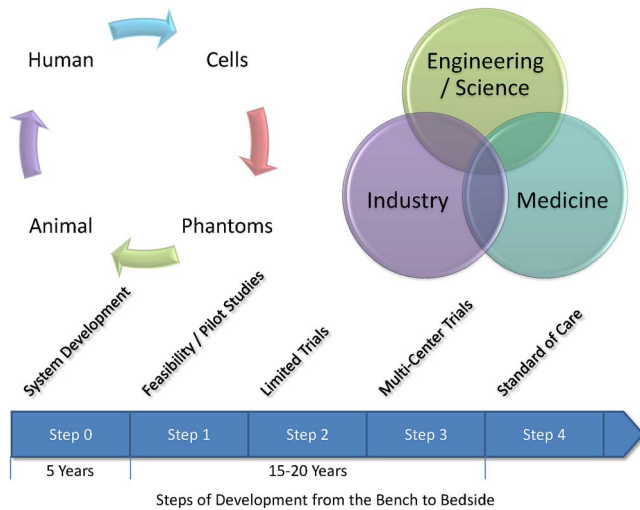 Human
Cells
Animal
Phantoms
Engineering
/ Science
Industry
Medicine
System Development
Feasibility / Pilot Studies
Limited Trials
Multi-Center Trials
Standard of Care
Step 0
Step 1
Step 2
Step 3
Step 4
5 Years
15-20 Years
Steps of Development from the Bench to Bedside